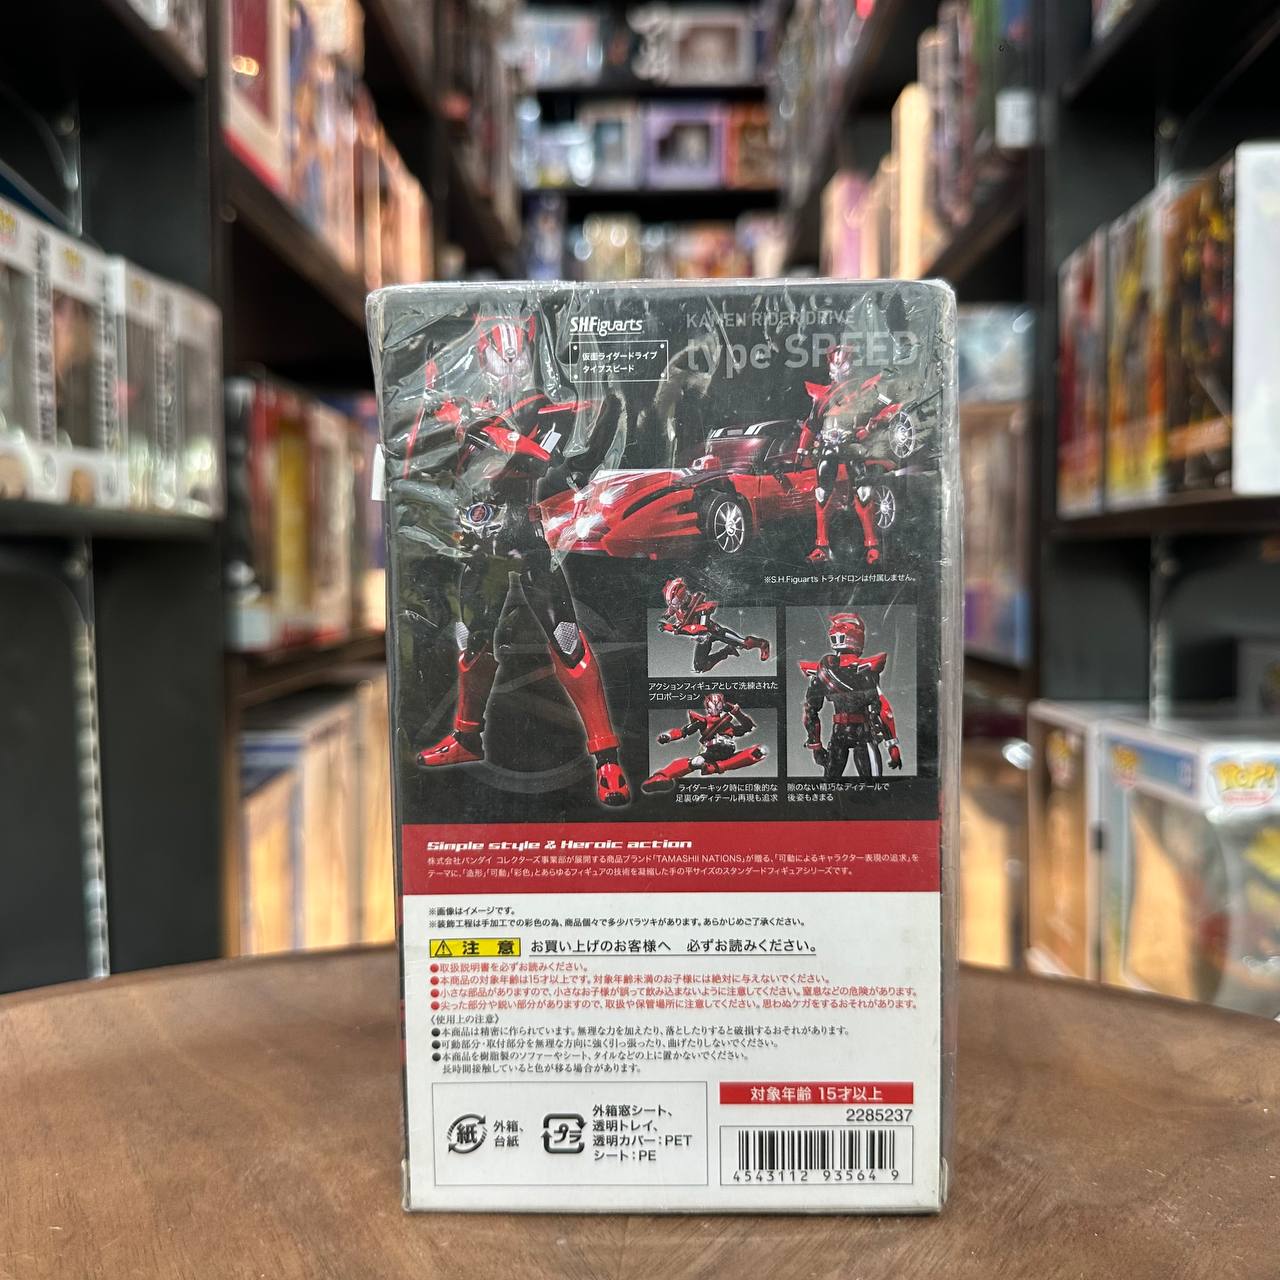 S.H.Figuarts
仮面ライダードライブ
タイプスピード
KAMEN RIDER DRIVE
type SPEED
※S.H.Figuarts トライドロンは付属しません。
アクションフィギュアとして洗練された
プロポーション
ライダーキック時に印象的な
足裏のディテール再現も追求
隙のない精巧なディテールで
後姿もきまる
Simple style & Heroic action
株式会社バンダイ コレクターズ事業部が展開する商品ブランド「TAMASHII NATIONS」が贈る、「可動によるキャラクター表現の追求」を
テーマに、「造形」「可動」「彩色」とあらゆるフィギュアの技術を凝縮した手の平サイズのスタンダードフィギュアシリーズです。
※画像はイメージです。
※装飾工程は手加工での彩色の為、商品個々で多少バラツキがあります。あらかじめご了承ください。
注意 お買い上げのお客様へ 必ずお読みください。
●取扱説明書を必ずお読みください。
●本商品の対象年齢は15才以上です。対象年齢未満のお子様には絶対に与えないでください。
●小さな部品がありますので、小さなお子様が誤って飲み込まないように注意してください。窒息などの危険があります。
●尖った部分や鋭い部分がありますので、取扱や保管場所に注意してください。思わぬケガをするおそれがあります。
〈使用上の注意〉
●本商品は精密に作られています。無理な力を加えたり、落としたりすると破損するおそれがあります。
●可動部分・取付部分を無理な方向に強く引っ張ったり、曲げたりしないでください。
●本商品を樹脂製のソファーやシート、タイルなどの上に置かないでください。
長時間接触していると色が移る場合があります。
紙
外箱、
台紙
プラ
外箱窓シート、
透明トレイ、
透明カバー：PET
シート：PE
対象年齢 15才以上
2285237
4543112 93564 9
POP!